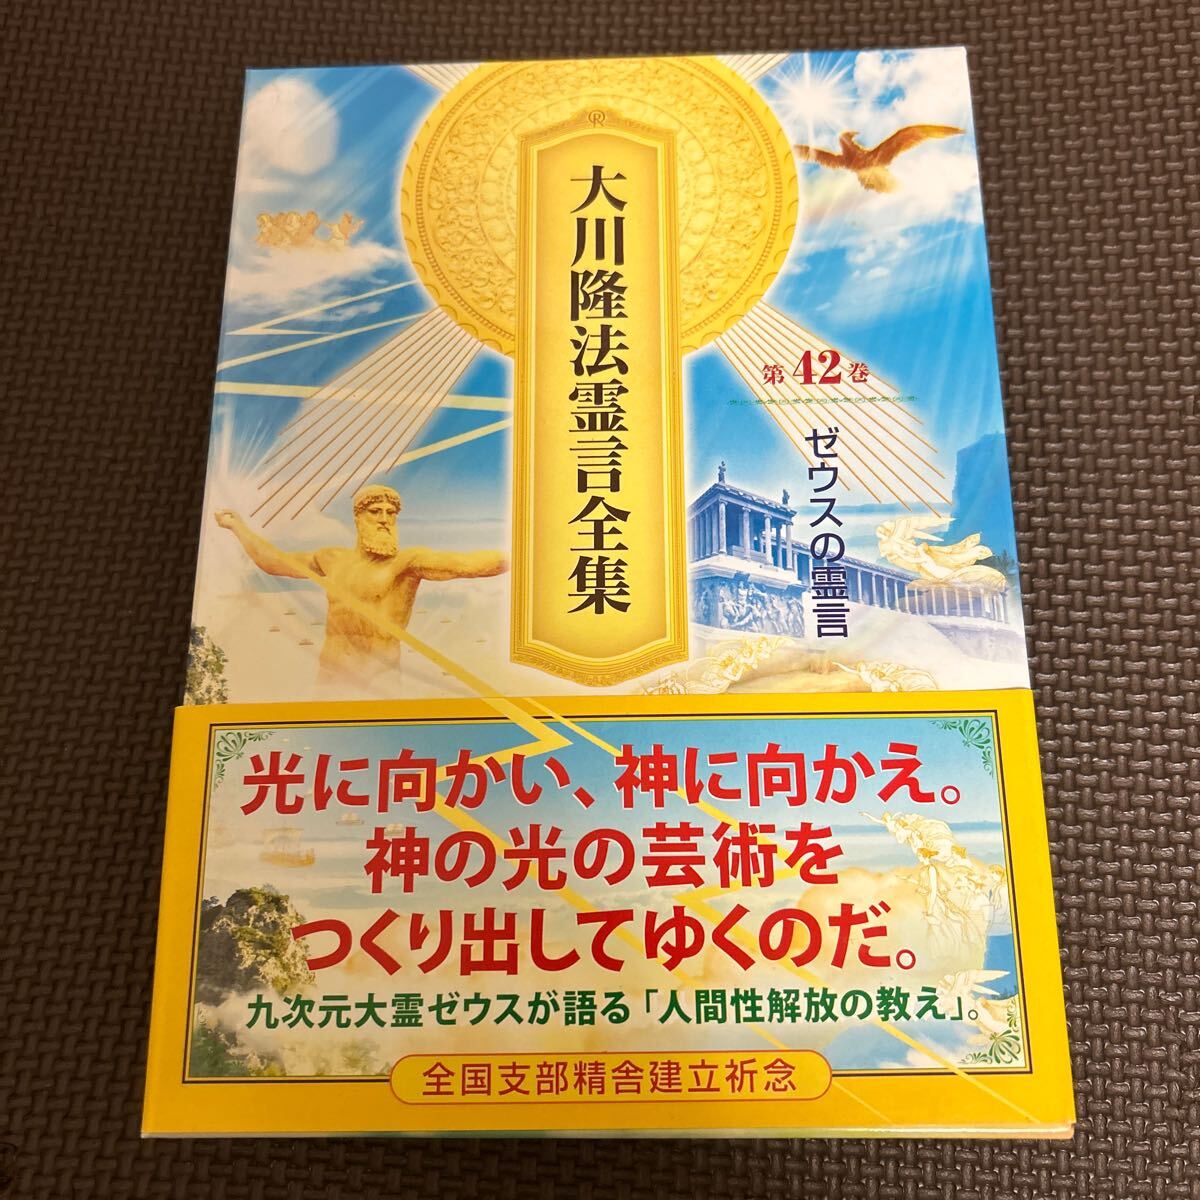 大川隆法霊言全集
第42巻
ゼウスの霊言
光に向かい、神に向かえ。
神の光の芸術を
つくり出してゆくのだ。
九次元大霊ゼウスが語る「人間性解放の教え」。
全国支部精舎建立祈念